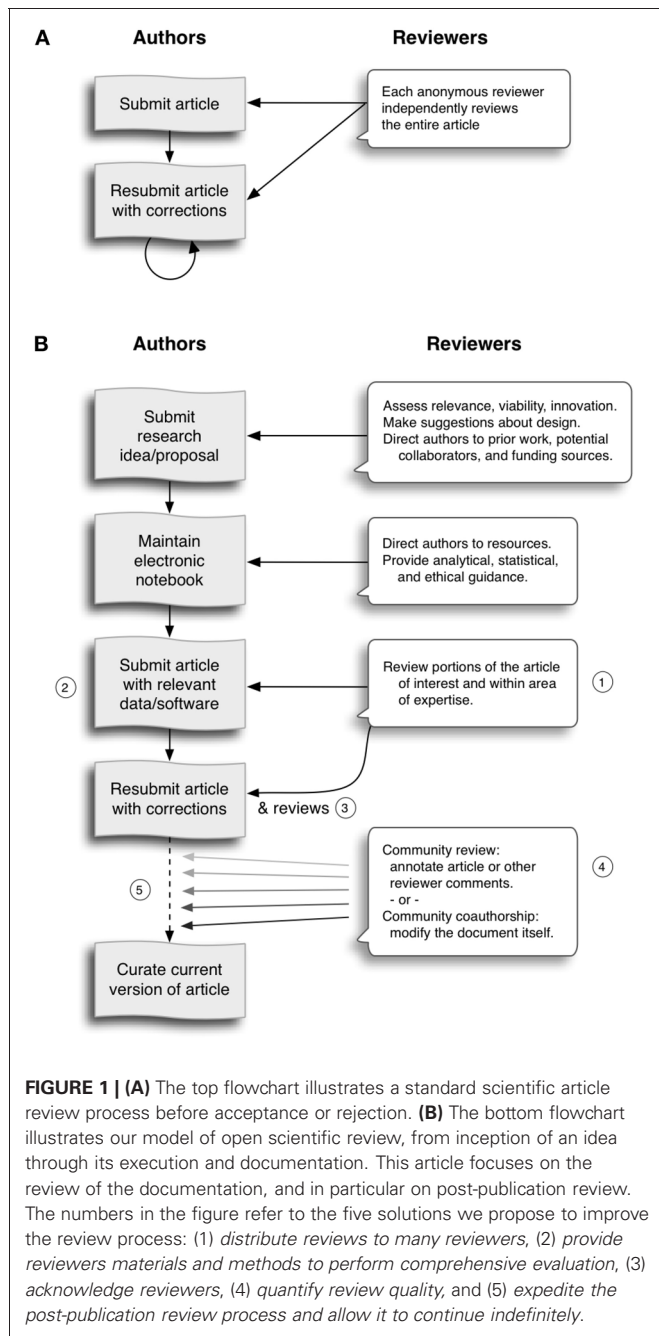 A
Authors
Reviewers
Submit article
Each anonymous reviewer
independently reviews
the entire article
Resubmit article
with corrections
B
Authors
Reviewers
Submit
research
idea/proposal
Assess relevance, viability, innovation.
Make suggestions about design.
Direct authors to prior work, potential
collaborators, and funding sources.
Maintain
electronic
notebook
Direct authors to resources.
Provide analytical, statistical,
and ethical guidance.
2
Submit article
with relevant
data/software
Review portions of the article
of interest and within area
of expertise.
1
Resubmit article
with corrections
& reviews 3
Community review:
annotate article or other
reviewer comments.
- or -
Community coauthorship:
modify the document itself.
4
5
Curate current
version of article
FIGURE 1 | (A) The top flowchart illustrates a standard scientific article
review process before acceptance or rejection. (B) The bottom flowchart
illustrates our model of open scientific review, from inception of an idea
through its execution and documentation. This article focuses on the
review of the documentation, and in particular on post-publication review.
The numbers in the figure refer to the five solutions we propose to improve
the review process: (1) distribute reviews to many reviewers, (2) provide
reviewers materials and methods to perform comprehensive evaluation, (3)
acknowledge reviewers, (4) quantify review quality, and (5) expedite the
post-publication review process and allow it to continue indefinitely.